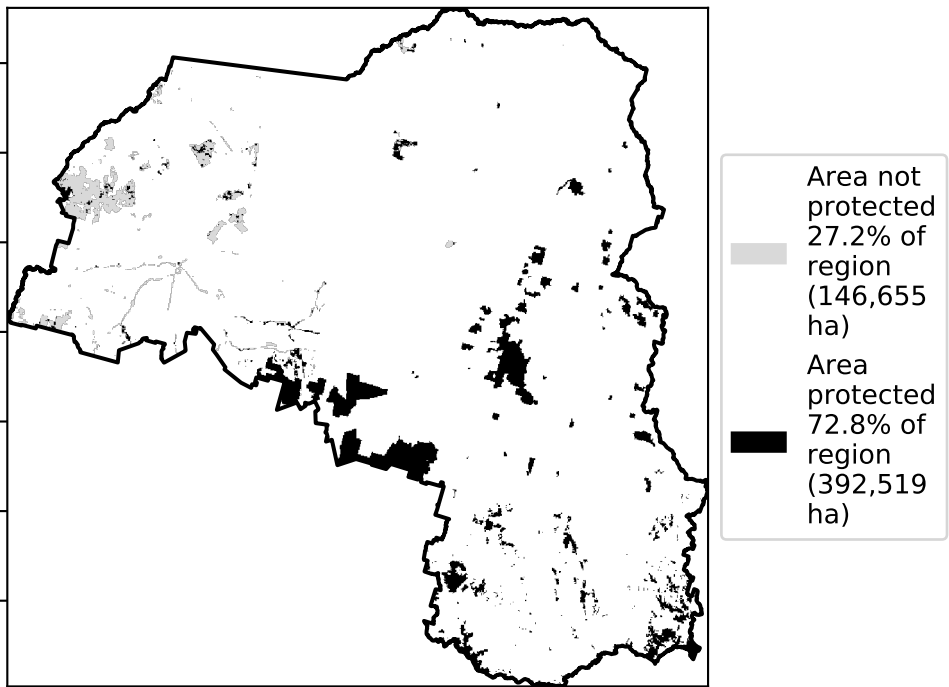 Area not
protected
27.2% of
region
(146,655
ha)
Area
protected
72.8% of
region
(392,519
ha)